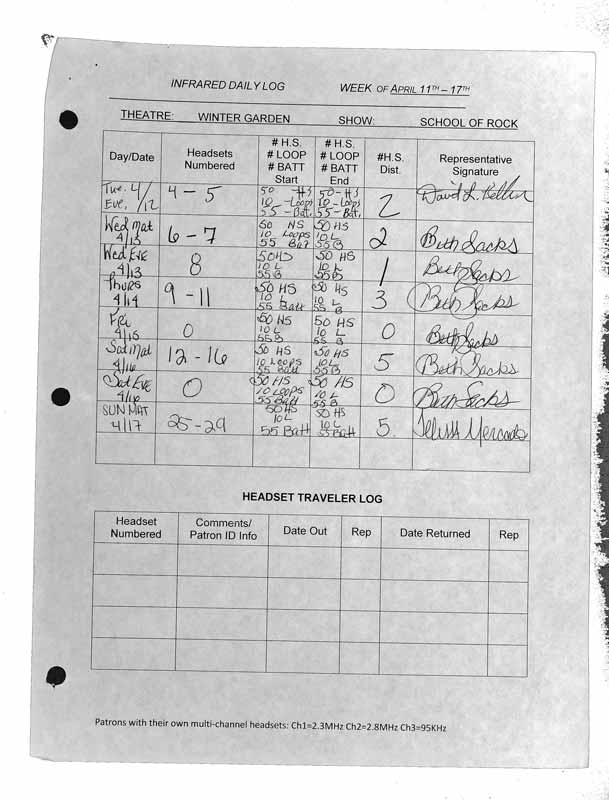 INFRARED DAILY LOG WEEK OF APRIL 11TH – 17TH
THEATRE: WINTER GARDEN SHOW: SCHOOL OF ROCK
Day/Date Headsets Numbered # H.S. # LOOP # BATT Start # H.S. # LOOP # BATT End #H.S. Dist. Representative Signature
Tue. 4/12 Eve, 4 - 5 50 - HS 10 - Loops 55 - Batt. 50 - HS 10 - Loops 55 - Batt. 2 David L.
Wed Mat 4/13 6 - 7 50 HS 10 Loops 55 Bat 50 HS 10 L 55 B 2 Beth Sacks
Wed EVE 4/13 8 50 HS 10 L 55 B 50 HS 10 L 55 B 1 Beth Sacks
Thurs 4/14 9 - 11 50 HS 10 L 55 Batt 50 HS 10 L 55 B 3 Beth Sacks
Fri 4/15 0 50 HS 10 L 55 B 50 HS 10 L 55 B 0 Beth Sacks
Sat Mat 4/16 12 - 16 50 HS 10 Loops 55 Batt 50 HS 10 L 55 B 5 Beth Sacks
Sat EVE 4/16 0 50 HS 10 Loops 55 Batt 50 HS 10 L 55 B 0 Beth Sacks
SUN MAT 4/17 25 - 29 50 HS 10 L 55 Batt 50 HS 10 L 55 Batt 5.
HEADSET TRAVELER LOG
Headset Numbered Comments/ Patron ID Info Date Out Rep Date Returned Rep
Patrons with their own multi-channel headsets: Ch1=2.3MHz Ch2=2.8MHz Ch3=95KHz